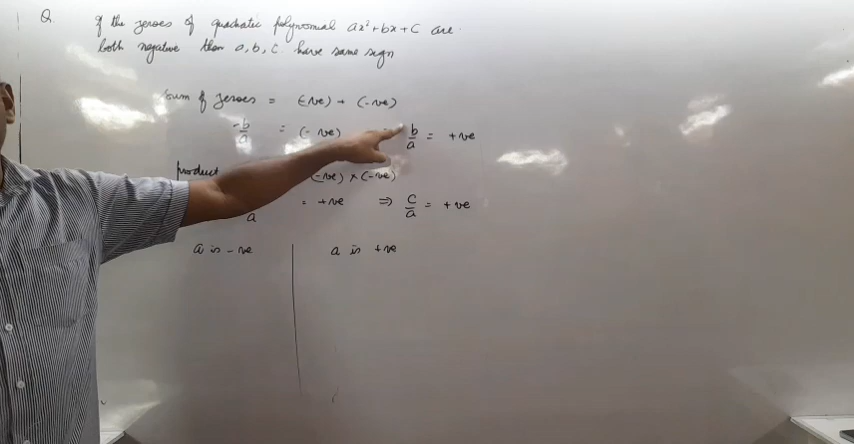 Q. If the zeroes of quadratic polynomial ax² + bx + c are
both negative then a, b, c have same sign
Sum of zeroes = (-ve) + (-ve)
-b/a = (-ve) b/a = +ve
product (-ve) × (-ve)
a = +ve ⇒ c/a = +ve
a is -ve a is +ve